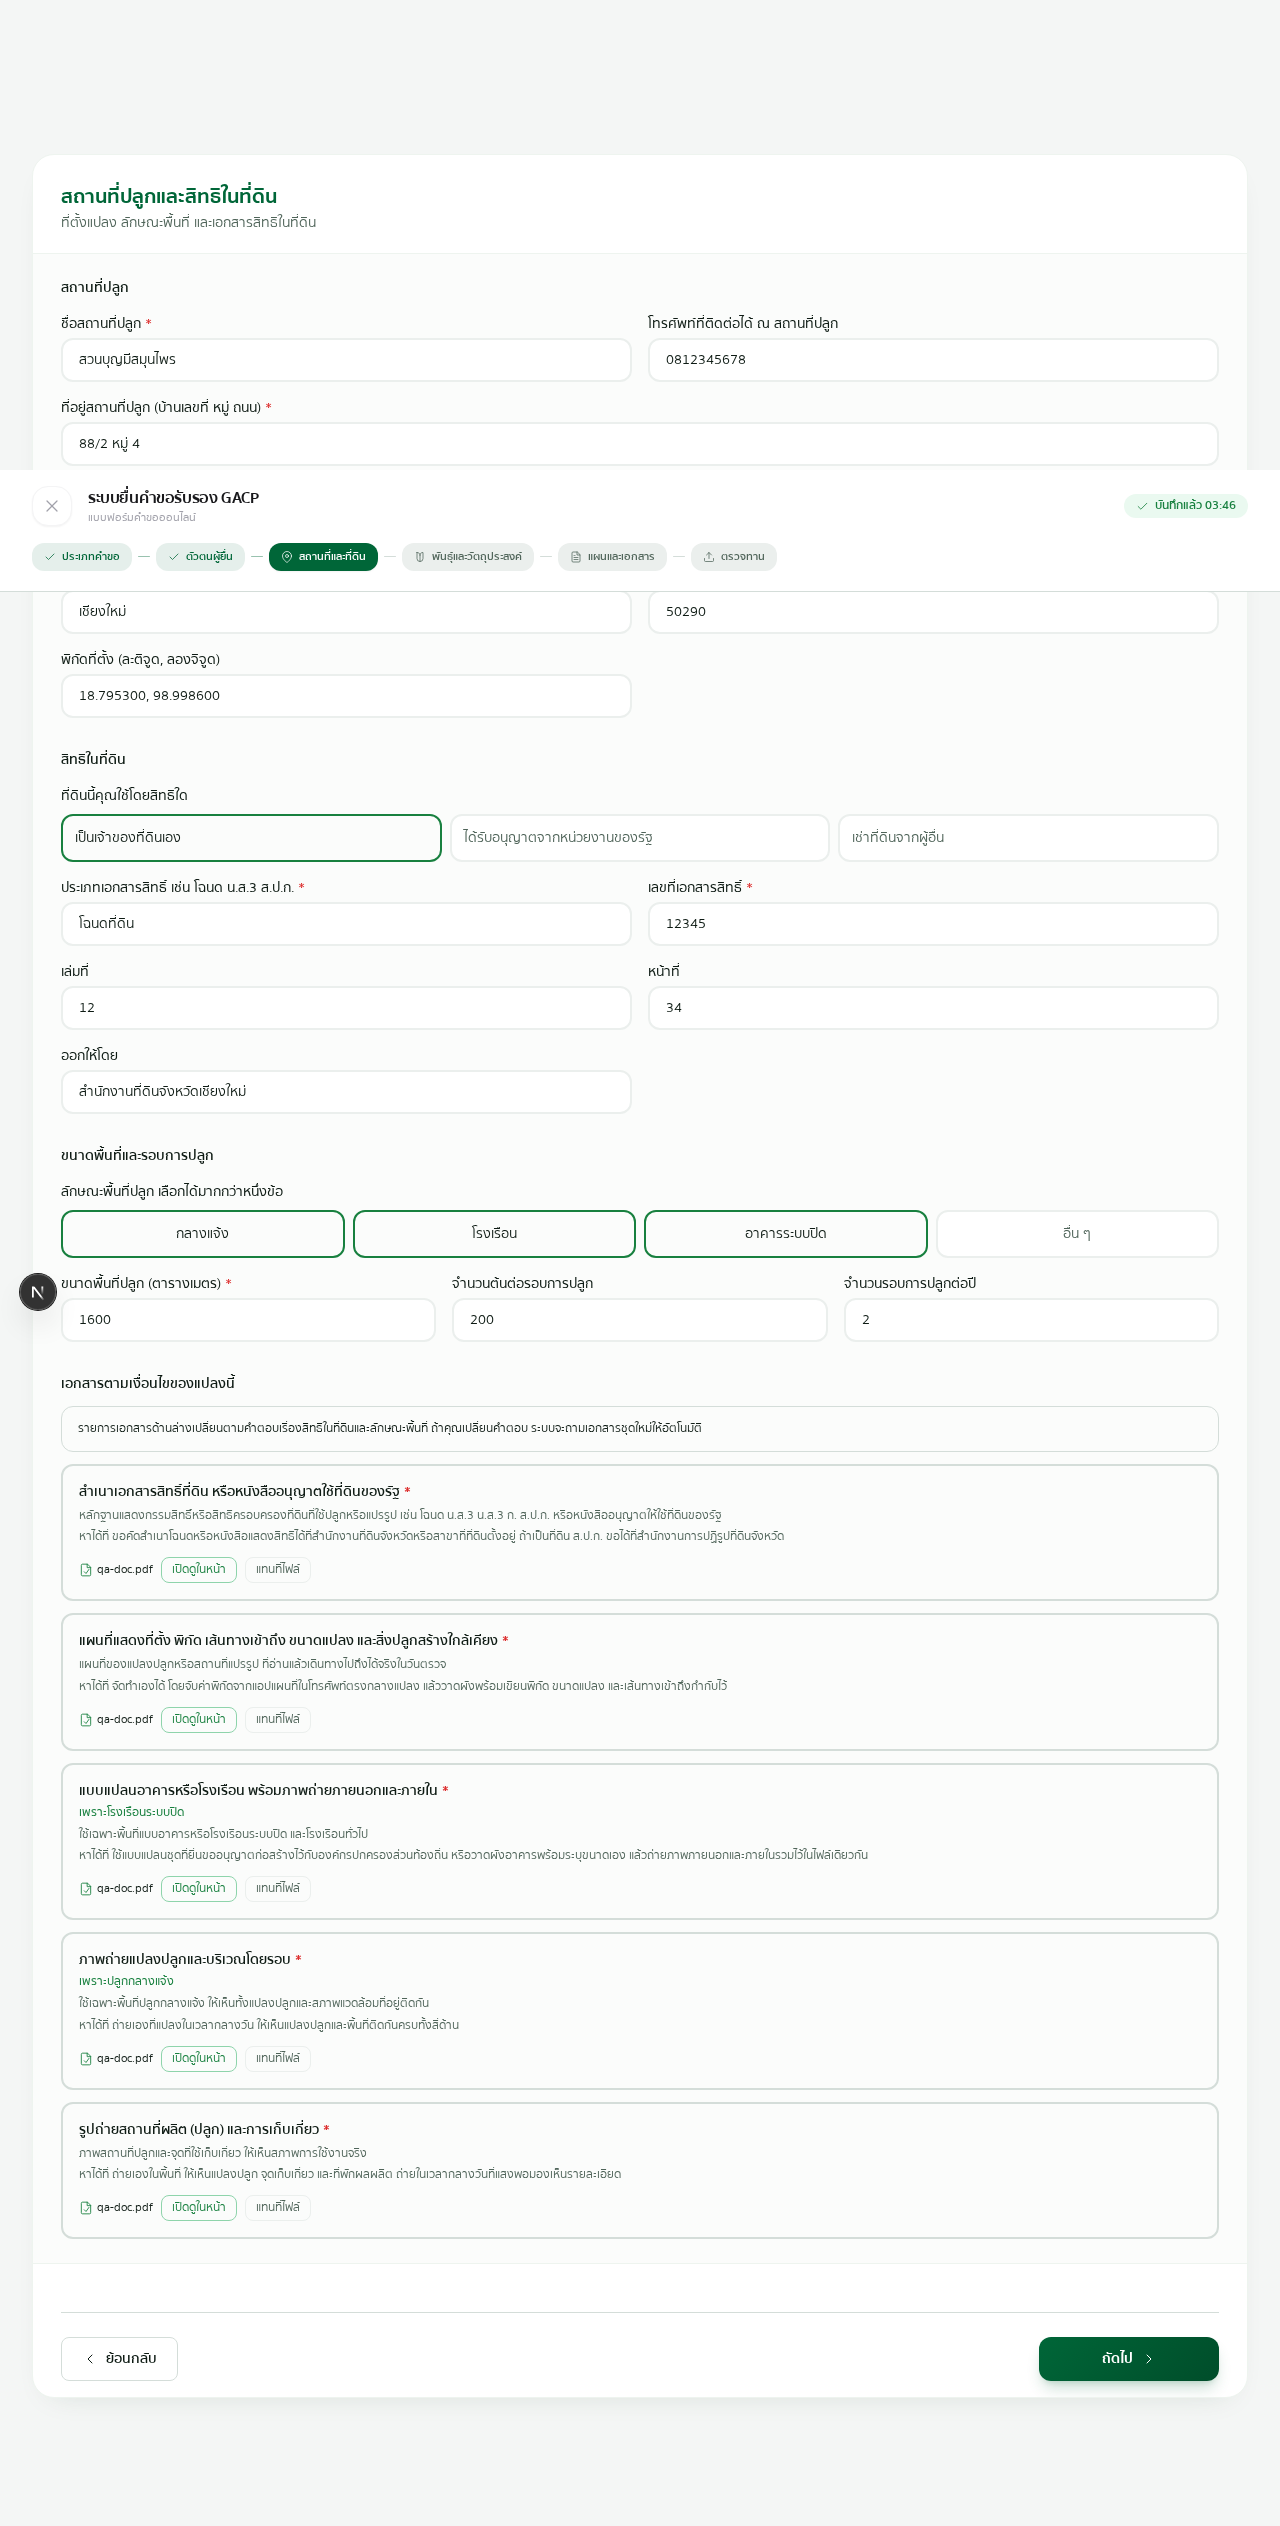 สถานที่ปลูกและสิทธิในที่ดิน
ที่ตั้งแปลง ลักษณะพื้นที่ และเอกสารสิทธิในที่ดิน
สถานที่ปลูก
ชื่อสถานที่ปลูก *
โทรศัพท์ที่ติดต่อได้ ณ สถานที่ปลูก
สวนบุญมีสมุนไพร
0812345678
ที่อยู่สถานที่ปลูก (บ้านเลขที่ หมู่ ถนน) *
88/2 หมู่ 4
ระบบยื่นคำขอรับรอง GACP
แบบฟอร์มคำขอออนไลน์
บันทึกแล้ว 03:46
ประเภทคำขอ
ตัวตนผู้ยื่น
สถานที่และที่ดิน
พันธุ์และวัตถุประสงค์
แผนและเอกสาร
ตรวจทาน
เชียงใหม่
50290
พิกัดที่ตั้ง (ละติจูด, ลองจิจูด)
18.795300, 98.998600
สิทธิในที่ดิน
ที่ดินนี้คุณใช้โดยสิทธิใด
เป็นเจ้าของที่ดินเอง
ได้รับอนุญาตจากหน่วยงานของรัฐ
เช่าที่ดินจากผู้อื่น
ประเภทเอกสารสิทธิ์ เช่น โฉนด น.ส.3 ส.ป.ก. *
เลขที่เอกสารสิทธิ์ *
โฉนดที่ดิน
12345
เล่มที่
หน้าที่
12
34
ออกให้โดย
สำนักงานที่ดินจังหวัดเชียงใหม่
ขนาดพื้นที่และรอบการปลูก
ลักษณะพื้นที่ปลูก เลือกได้มากกว่าหนึ่งข้อ
กลางแจ้ง
โรงเรือน
อาคารระบบปิด
อื่น ๆ
ขนาดพื้นที่ปลูก (ตารางเมตร) *
จำนวนต้นต่อรอบการปลูก
จำนวนรอบการปลูกต่อปี
1600
200
2
เอกสารตามเงื่อนไขของแปลงนี้
รายการเอกสารด้านล่างเปลี่ยนตามคำตอบเรื่องสิทธิในที่ดินและลักษณะพื้นที่ ถ้าคุณเปลี่ยนคำตอบ ระบบจะถามเอกสารชุดใหม่ให้อัตโนมัติ
สำเนาเอกสารสิทธิ์ที่ดิน หรือหนังสืออนุญาตใช้ที่ดินของรัฐ *
หลักฐานแสดงกรรมสิทธิ์หรือสิทธิครอบครองที่ดินที่ใช้ปลูกหรือแปรรูป เช่น โฉนด น.ส.3 น.ส.3 ก. ส.ป.ก. หรือหนังสืออนุญาตให้ใช้ที่ดินของรัฐ
หาได้ที่ ขอคัดสำเนาโฉนดหรือหนังสือแสดงสิทธิได้ที่สำนักงานที่ดินจังหวัดหรือสาขาที่ที่ดินตั้งอยู่ ถ้าเป็นที่ดิน ส.ป.ก. ขอได้ที่สำนักงานการปฏิรูปที่ดินจังหวัด
qa-doc.pdf
เปิดดูในหน้า
แทนที่ไฟล์
แผนที่แสดงที่ตั้ง พิกัด เส้นทางเข้าถึง ขนาดแปลง และสิ่งปลูกสร้างใกล้เคียง *
แผนที่ของแปลงปลูกหรือสถานที่แปรรูป ที่อ่านแล้วเดินทางไปถึงได้จริงในวันตรวจ
หาได้ที่ จัดทำเองได้ โดยจับค่าพิกัดจากแอปแผนที่ในโทรศัพท์ตรงกลางแปลง แล้ววาดผังพร้อมเขียนพิกัด ขนาดแปลง และเส้นทางเข้าถึงกำกับไว้
qa-doc.pdf
เปิดดูในหน้า
แทนที่ไฟล์
แบบแปลนอาคารหรือโรงเรือน พร้อมภาพถ่ายภายนอกและภายใน *
เพราะโรงเรือนระบบปิด
ใช้เฉพาะพื้นที่แบบอาคารหรือโรงเรือนระบบปิด และโรงเรือนทั่วไป
หาได้ที่ ใช้แบบแปลนชุดที่ยื่นขออนุญาตก่อสร้างไว้กับองค์กรปกครองส่วนท้องถิ่น หรือวาดผังอาคารพร้อมระบุขนาดเอง แล้วถ่ายภาพภายนอกและภายในรวมไว้ในไฟล์เดียวกัน
qa-doc.pdf
เปิดดูในหน้า
แทนที่ไฟล์
ภาพถ่ายแปลงปลูกและบริเวณโดยรอบ *
เพราะปลูกกลางแจ้ง
ใช้เฉพาะพื้นที่ปลูกกลางแจ้ง ให้เห็นทั้งแปลงปลูกและสภาพแวดล้อมที่อยู่ติดกัน
หาได้ที่ ถ่ายเองที่แปลงในเวลากลางวัน ให้เห็นแปลงปลูกและพื้นที่ติดกันครบทั้งสี่ด้าน
qa-doc.pdf
เปิดดูในหน้า
แทนที่ไฟล์
รูปถ่ายสถานที่ผลิต (ปลูก) และการเก็บเกี่ยว *
ภาพสถานที่ปลูกและจุดที่ใช้เก็บเกี่ยว ให้เห็นสภาพการใช้งานจริง
หาได้ที่ ถ่ายเองในพื้นที่ ให้เห็นแปลงปลูก จุดเก็บเกี่ยว และที่พักผลผลิต ถ่ายในเวลากลางวันที่แสงพอมองเห็นรายละเอียด
qa-doc.pdf
เปิดดูในหน้า
แทนที่ไฟล์
ย้อนกลับ
ถัดไป